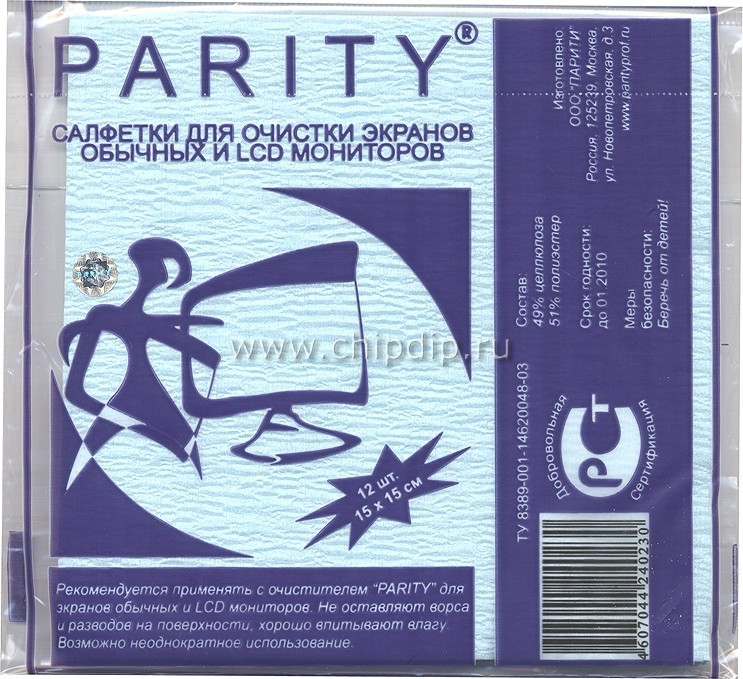 PARITY®
САЛФЕТКИ ДЛЯ ОЧИСТКИ ЭКРАНОВ
ОБЫЧНЫХ И LCD МОНИТОРОВ
www.chipdip.ru
12 шт.
15 x 15 см
Рекомендуется применять с очистителем "PARITY" для
экранов обычных и LCD мониторов. Не оставляют ворса
и разводов на поверхности, хорошо впитывают влагу.
Возможно неоднократное использование.
Изготовлено:
ООО "ПАРИТИ"
Россия, 125239, Москва,
ул. Новопетровская, д.3
www.parityprof.ru
Состав:
49% целлюлоза
51% полиэстер
Срок годности:
до 01 2010
Меры
безопасности:
Беречь от детей!
ТУ 8389-001-14620048-03
Добровольная
РСТ
Сертификация
4607044 240230